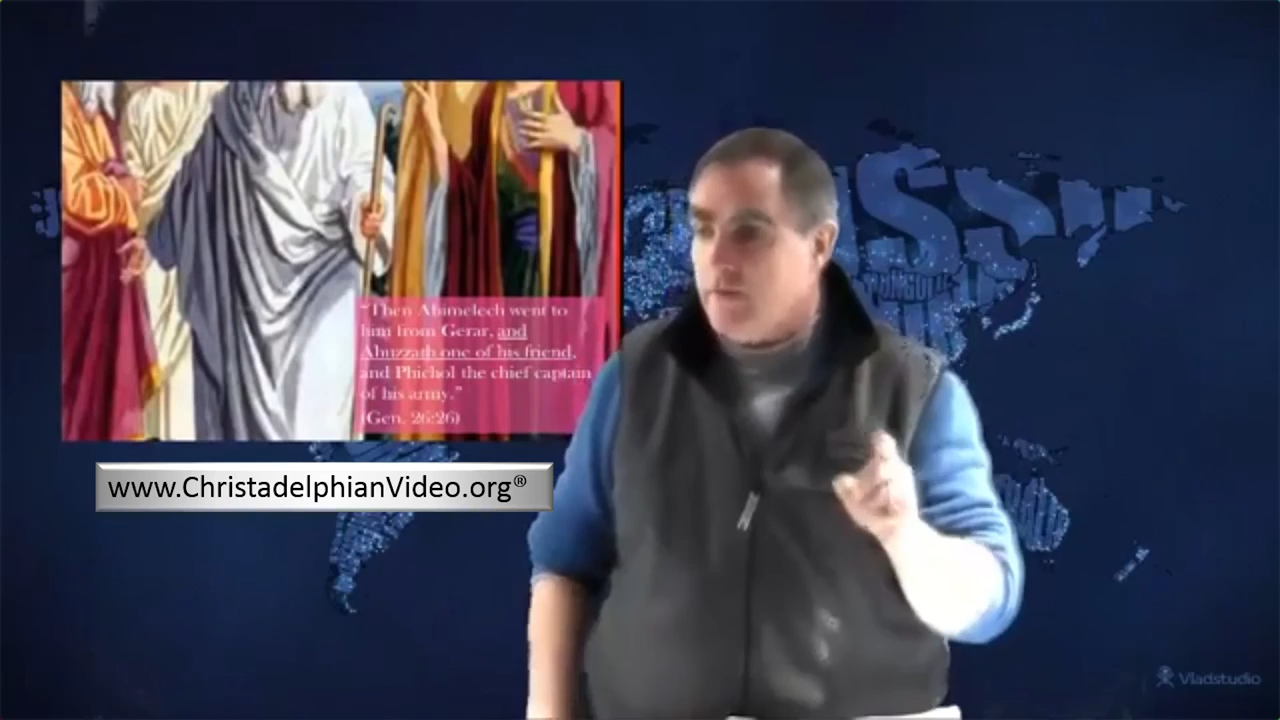 “Then Abimelech went to
him from Gerar, and
Ahuzzath one of his friend,
and Phichol the chief captain
of his army.”
(Gen. 26:26)
www.ChristadelphianVideo.org®
Vladstudio